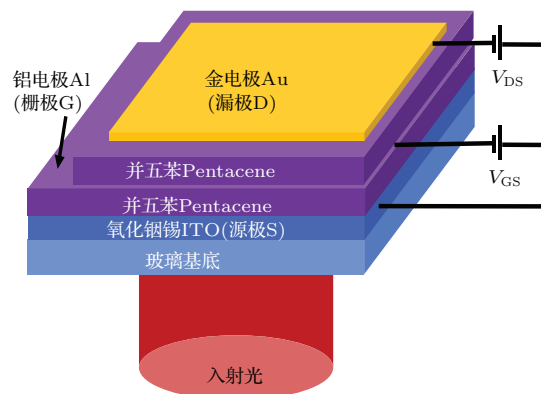 铝电极Al
(栅极G)
金电极Au
(漏极D)
V_DS
并五苯Pentacene
V_GS
并五苯Pentacene
氧化铟锡ITO(源极S)
玻璃基底
入射光